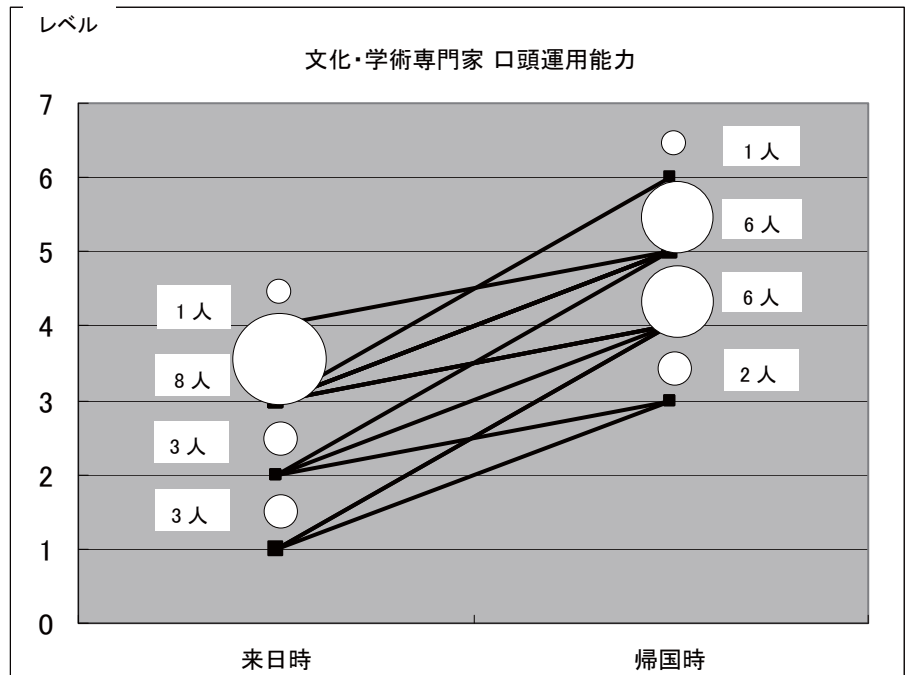 レベル
文化・学術専門家 口頭運用能力
7
6
5
4
3
2
1
0
1人
8人
3人
3人
1人
6人
6人
2人
来日時
帰国時